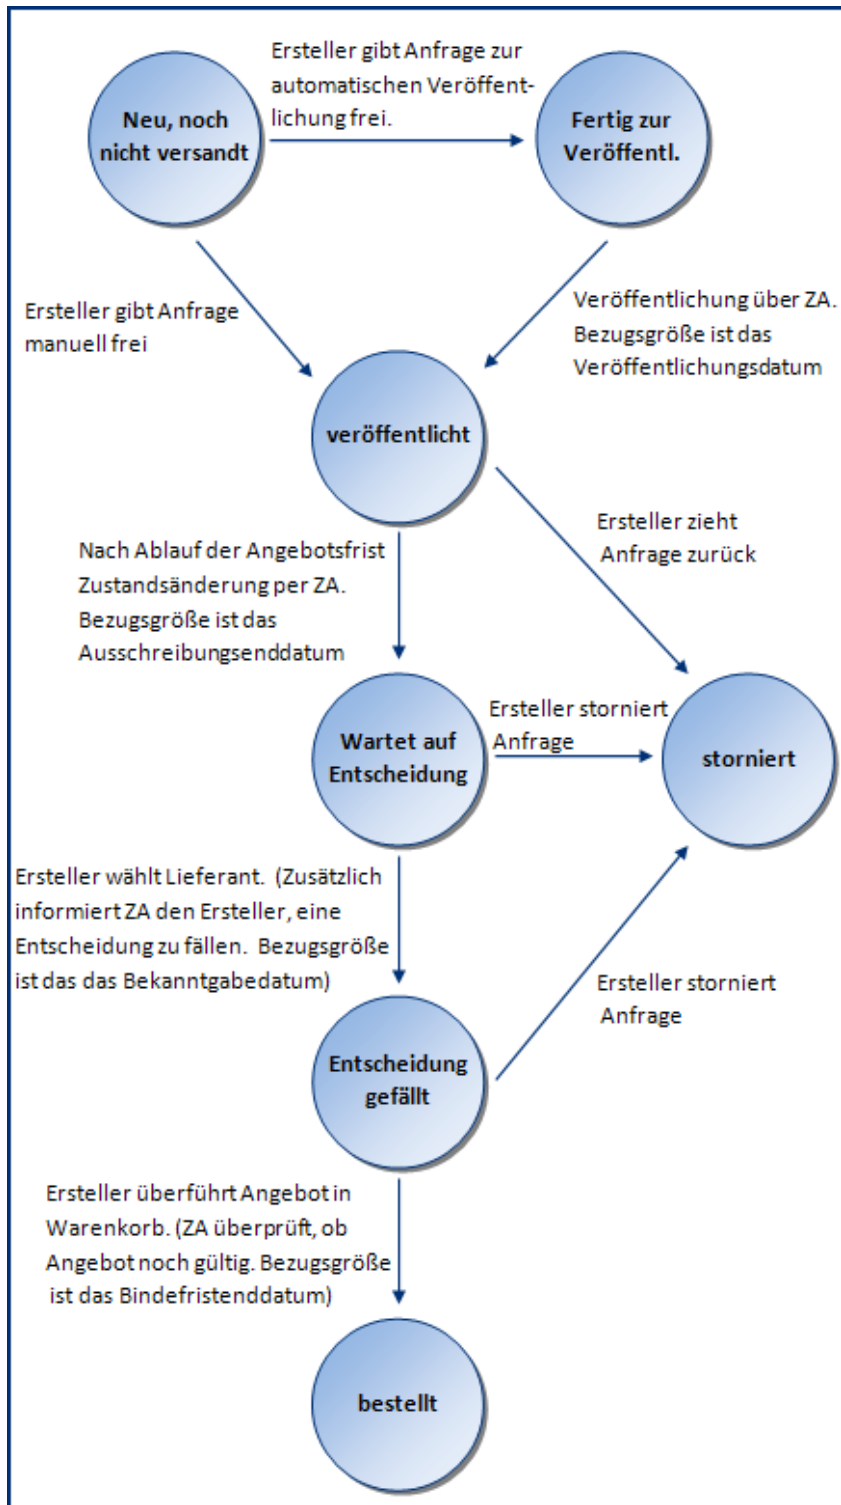 Ersteller gibt Anfrage zur
automatischen Veröffent-
lichung frei.
Neu, noch
nicht versandt
Fertig zur
Veröffentl.
Ersteller gibt Anfrage
manuell frei
Veröffentlichung über ZA.
Bezugsgröße ist das
Veröffentlichungsdatum
veröffentlicht
Nach Ablauf der Angebotsfrist
Zustandsänderung per ZA.
Bezugsgröße ist das
Ausschreibungsenddatum
Ersteller zieht
Anfrage zurück
Wartet auf
Entscheidung
Ersteller storniert
Anfrage
storniert
Ersteller wählt Lieferant. (Zusätzlich
informiert ZA den Ersteller, eine
Entscheidung zu fällen. Bezugsgröße
ist das das Bekanntgabedatum)
Ersteller storniert
Anfrage
Entscheidung
gefällt
Ersteller überführt Angebot in
Warenkorb. (ZA überprüft, ob
Angebot noch gültig. Bezugsgröße
ist das Bindefristenddatum)
bestellt